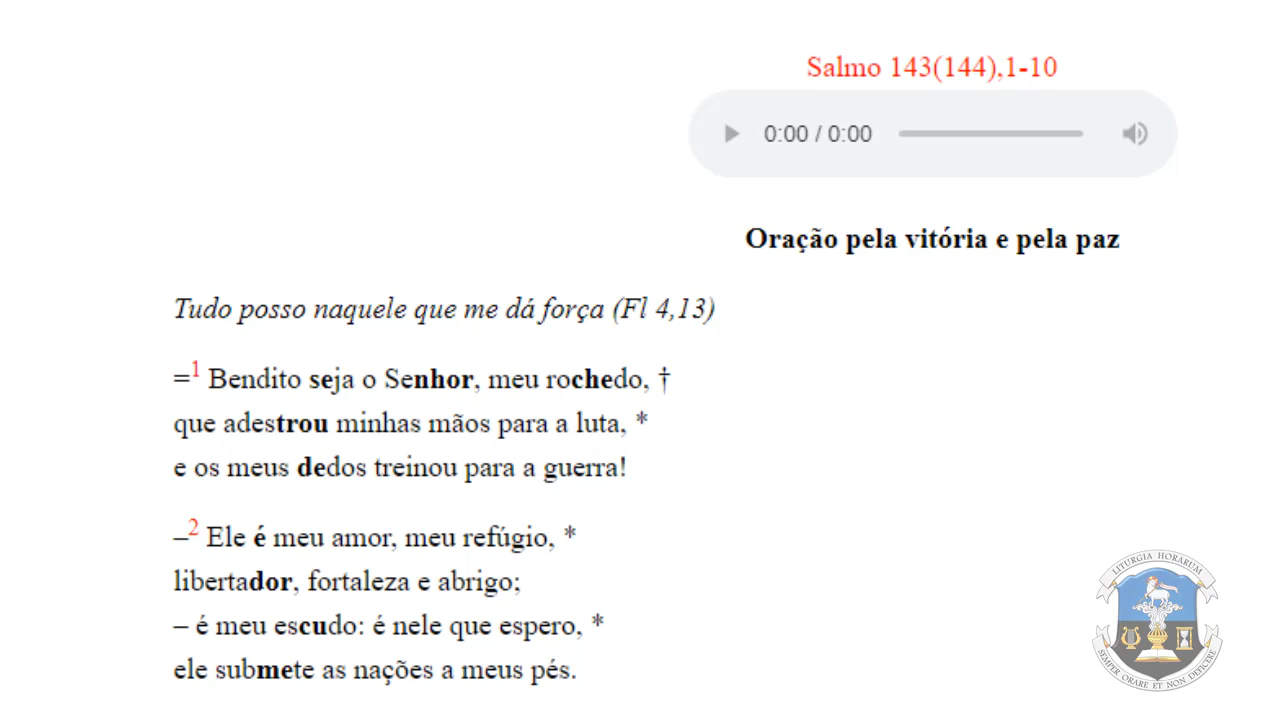 Salmo 143(144),1-10
0:00 / 0:00
Oração pela vitória e pela paz
Tudo posso naquele que me dá força (Fl 4,13)
=1 Bendito seja o Senhor, meu rochedo, †
que adestrou minhas mãos para a luta, *
e os meus dedos treinou para a guerra!
–2 Ele é meu amor, meu refúgio, *
libertador, fortaleza e abrigo;
– é meu escudo: é nele que espero, *
ele submete as nações a meus pés.
LITURGIA HORARUM
SEMPER ORARE ET NON DEFICERE